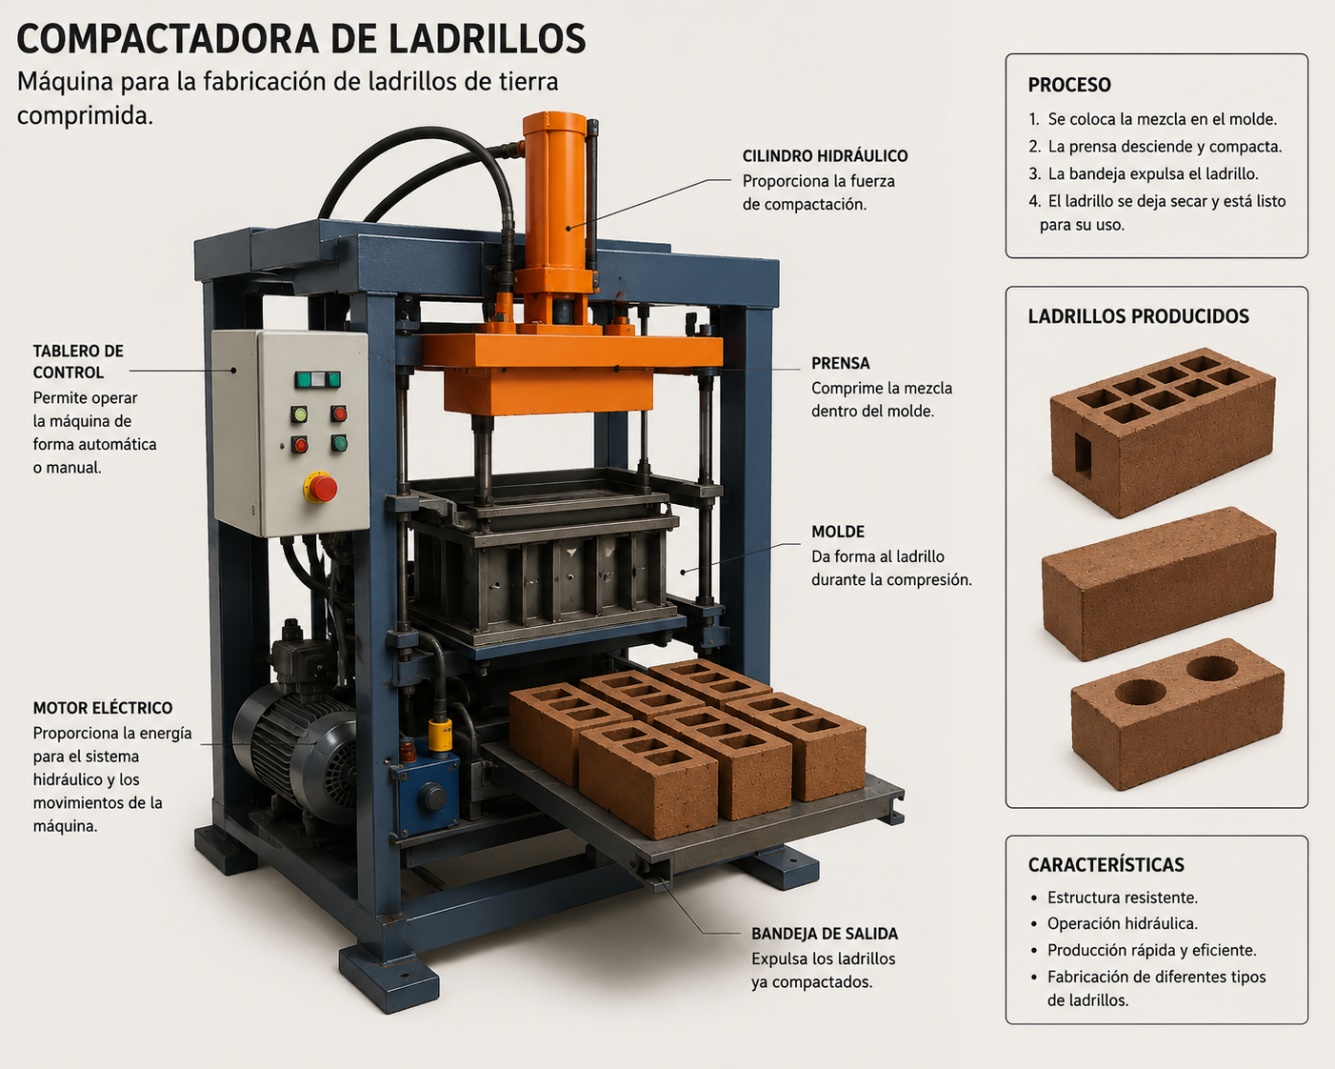 COMPACTADORA DE LADRILLOS
Máquina para la fabricación de ladrillos de tierra
comprimida.
CILINDRO HIDRÁULICO
Proporciona la fuerza
de compactación.
TABLERO DE
CONTROL
Permite operar
la máquina de
forma automática
o manual.
PRENSA
Comprime la mezcla
dentro del molde.
MOLDE
Da forma al ladrillo
durante la compresión.
MOTOR ELÉCTRICO
Proporciona la energía
para el sistema
hidráulico y los
movimientos de la
máquina.
BANDEJA DE SALIDA
Expulsa los ladrillos
ya compactados.
PROCESO
1. Se coloca la mezcla en el molde.
2. La prensa desciende y compacta.
3. La bandeja expulsa el ladrillo.
4. El ladrillo se deja secar y está listo
para su uso.
LADRILLOS PRODUCIDOS
CARACTERÍSTICAS
• Estructura resistente.
• Operación hidráulica.
• Producción rápida y eficiente.
• Fabricación de diferentes tipos
de ladrillos.